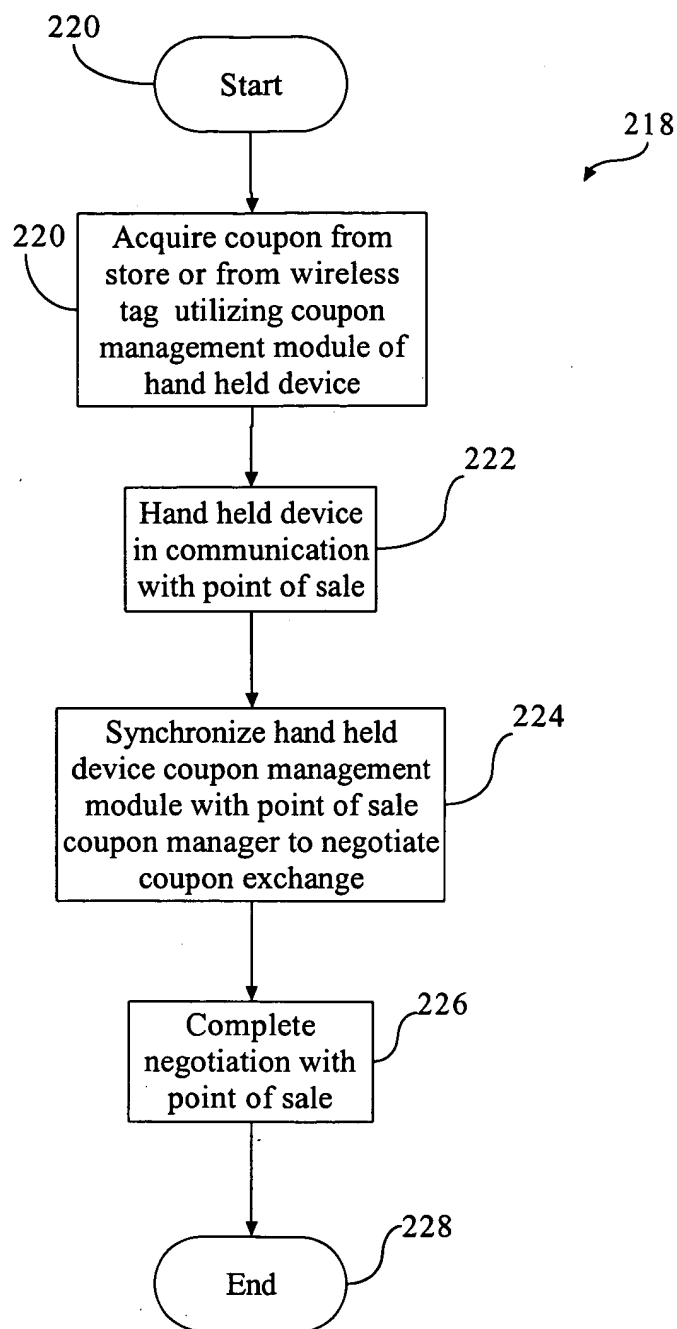 220
Start
218
220
Acquire coupon from
store or from wireless
tag utilizing coupon
management module of
hand held device
222
Hand held device
in communication
with point of sale
224
Synchronize hand held
device coupon management
module with point of sale
coupon manager to negotiate
coupon exchange
226
Complete
negotiation with
point of sale
228
End